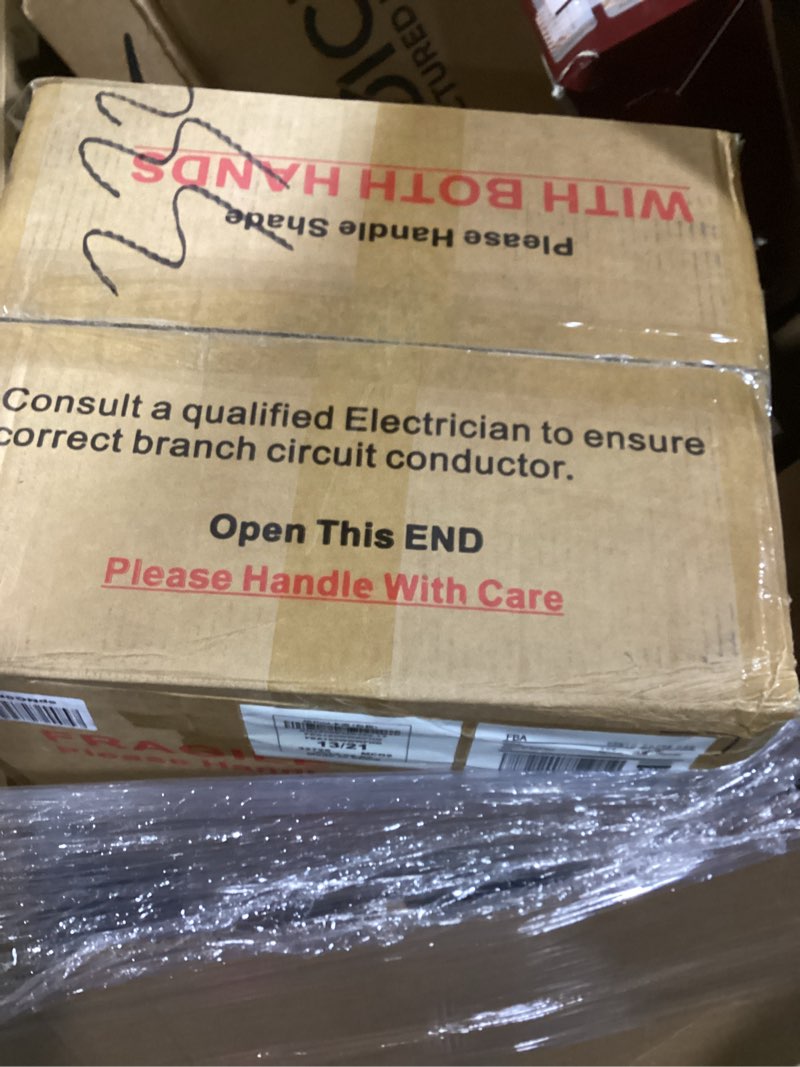 TURED
Please Handle Shade
WITH BOTH HANDS
Consult a qualified Electrician to ensure
correct branch circuit conductor.
Open This END
Please Handle With Care
13/21
FBA